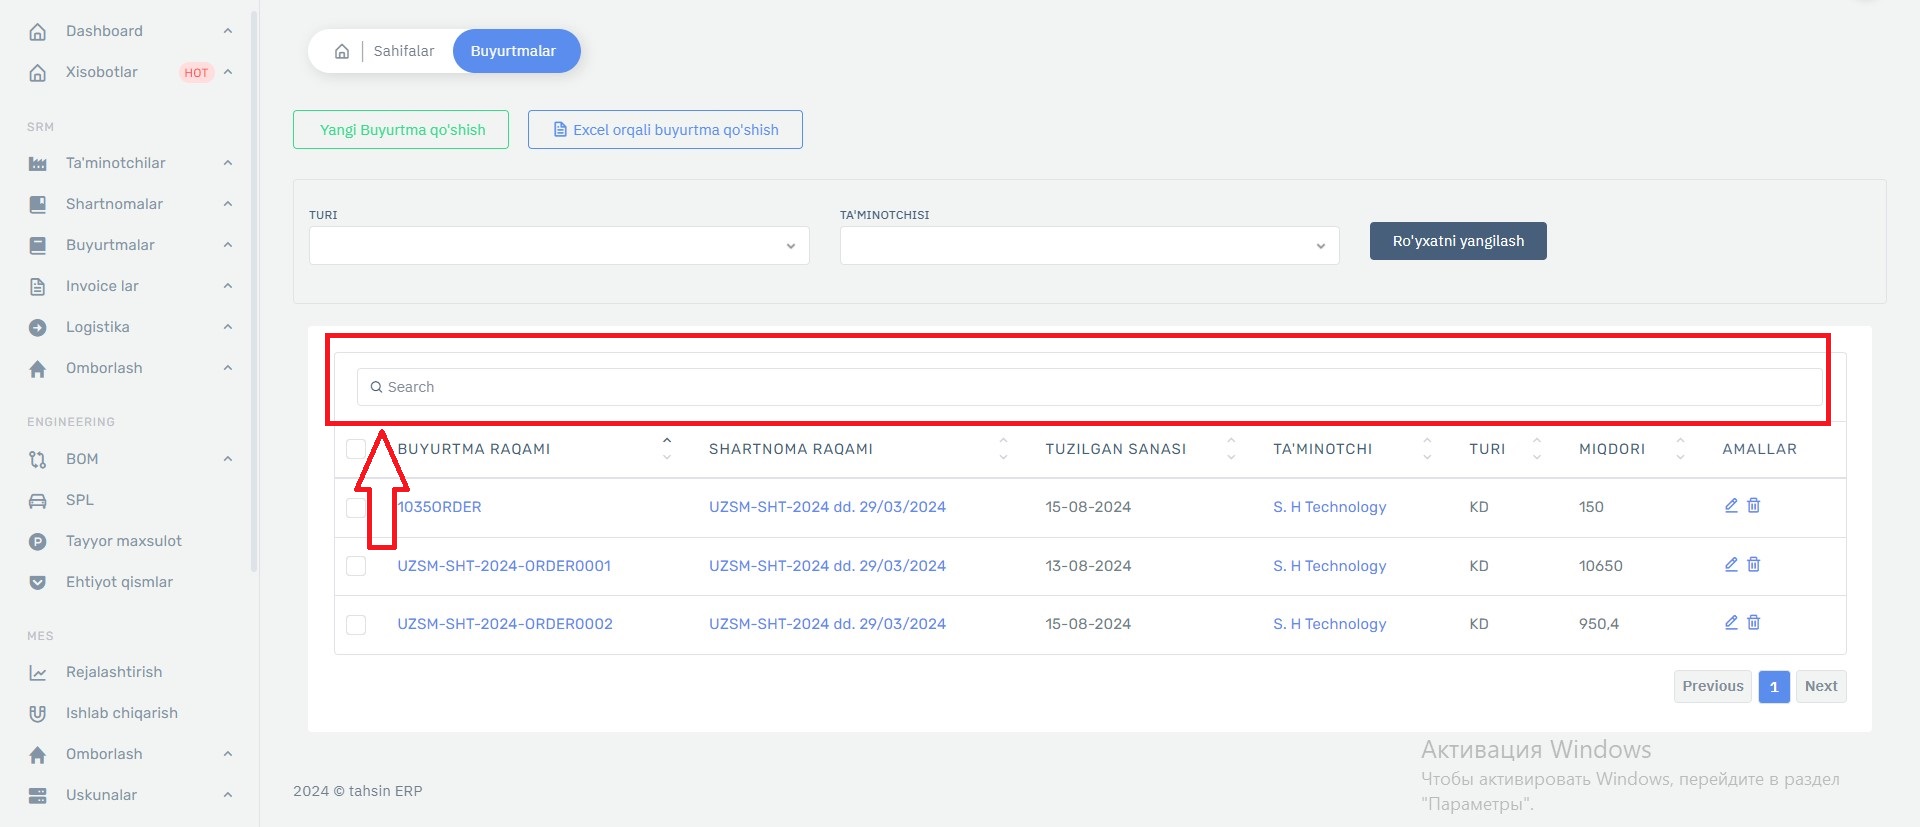 Dashboard
Xisobotlar HOT
SRM
Ta'minotchilar
Shartnomalar
Buyurtmalar
Invoice lar
Logistika
Omborlash
ENGINEERING
BOM
SPL
Tayyor maxsulot
Ehtiyot qismlar
MES
Rejalashtirish
Ishlab chiqarish
Omborlash
Uskunalar
Sahifalar Buyurtmalar
Yangi Buyurtma qo'shish Excel orqali buyurtma qo'shish
TURI TA'MINOTCHISI
Ro'yxatni yangilash
Search
BUYURTMA RAQAMI SHARTNOMA RAQAMI TUZILGAN SANASI TA'MINOTCHI TURI MIQDORI AMALLAR
1035ORDER UZSM-SHT-2024 dd. 29/03/2024 15-08-2024 S. H Technology KD 150
UZSM-SHT-2024-ORDER0001 UZSM-SHT-2024 dd. 29/03/2024 13-08-2024 S. H Technology KD 10650
UZSM-SHT-2024-ORDER0002 UZSM-SHT-2024 dd. 29/03/2024 15-08-2024 S. H Technology KD 950,4
Previous 1 Next
Активация Windows
Чтобы активировать Windows, перейдите в раздел
"Параметры".
2024 © tahsin ERP